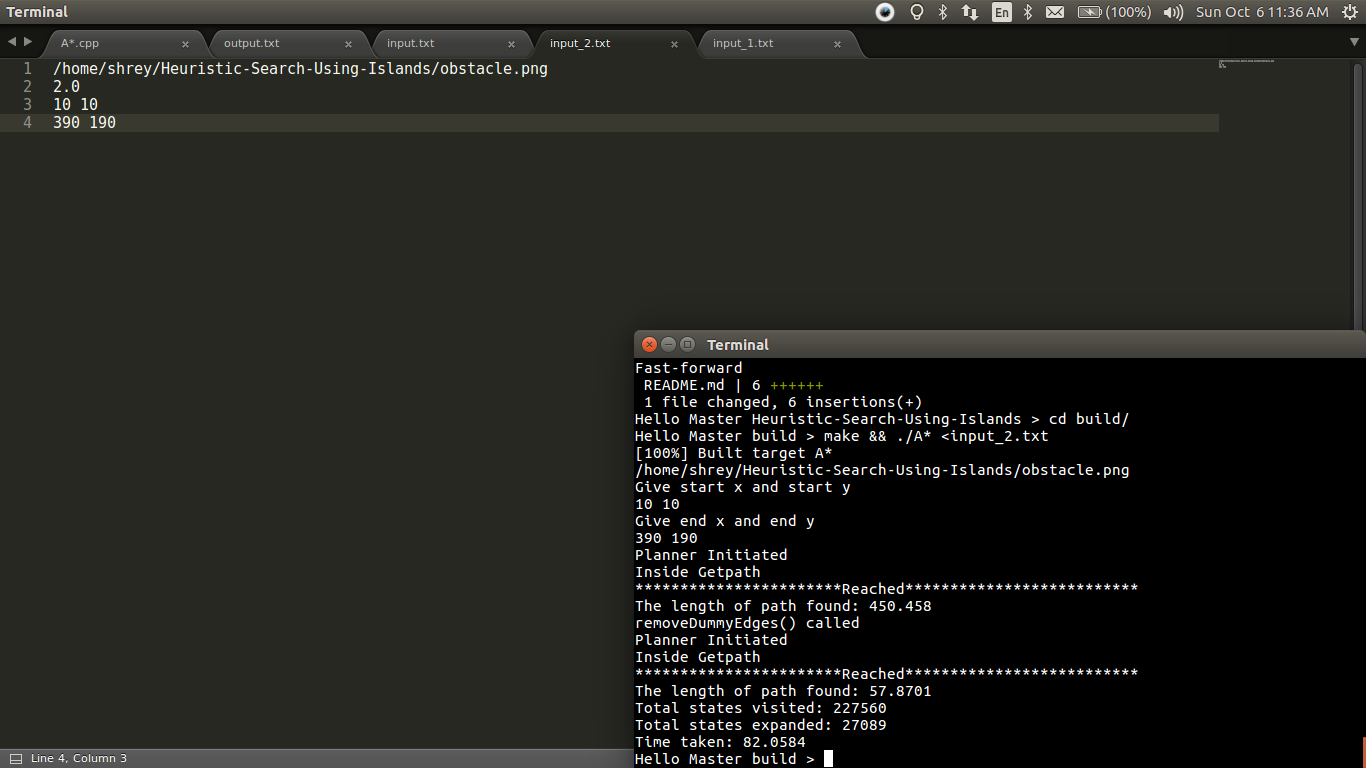 Terminal
En
(100%)
Sun Oct 6 11:36 AM
A*.cpp
output.txt
input.txt
input_2.txt
input_1.txt
1 /home/shrey/Heuristic-Search-Using-Islands/obstacle.png
2 2.0
3 10 10
4 390 190
Terminal
Fast-forward
README.md | 6 ++++++
1 file changed, 6 insertions(+)
Hello Master Heuristic-Search-Using-Islands > cd build/
Hello Master build > make && ./A* <input_2.txt
[100%] Built target A*
/home/shrey/Heuristic-Search-Using-Islands/obstacle.png
Give start x and start y
10 10
Give end x and end y
390 190
Planner Initiated
Inside Getpath
***********************Reached**************************
The length of path found: 450.458
removeDummyEdges() called
Planner Initiated
Inside Getpath
***********************Reached**************************
The length of path found: 57.8701
Total states visited: 227560
Total states expanded: 27089
Time taken: 82.0584
Hello Master build >
Line 4, Column 3